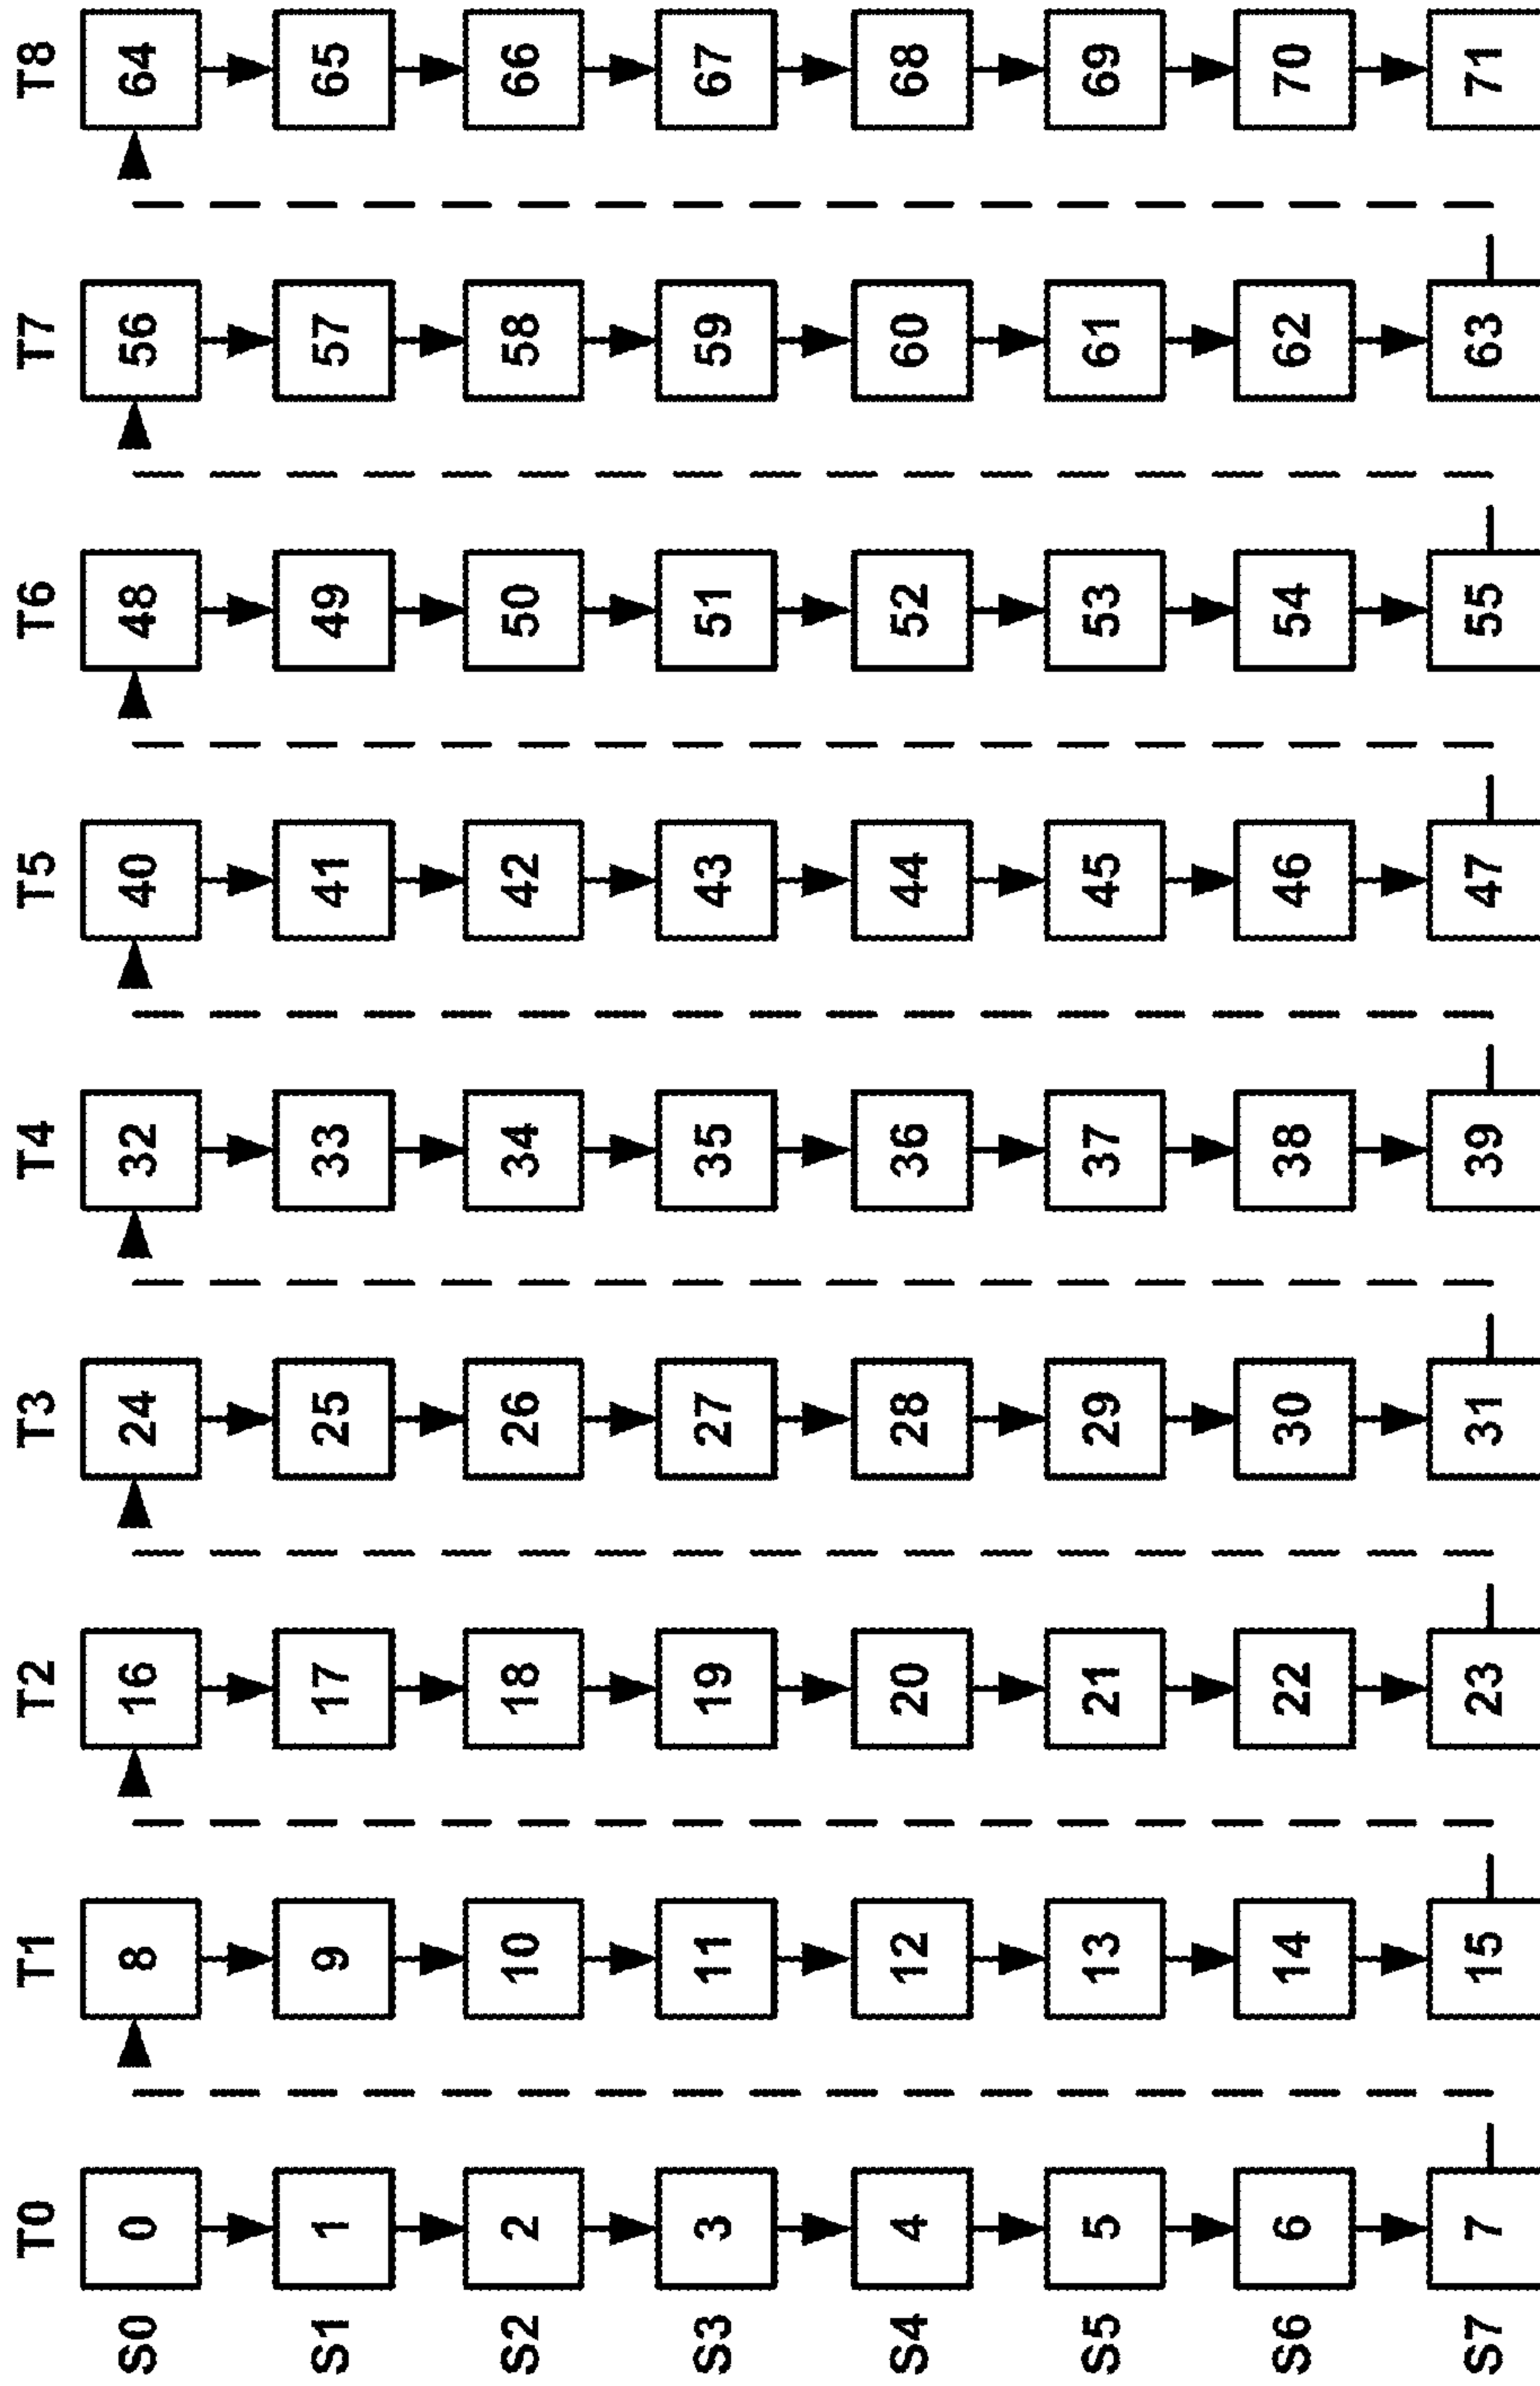 T0 T1 T2 T3 T4 T5 T6 T7 T8
S0 0 8 16 24 32 40 48 56 64
S1 1 9 17 25 33 41 49 57 65
S2 2 10 18 26 34 42 50 58 66
S3 3 11 19 27 35 43 51 59 67
S4 4 12 20 28 36 44 52 60 68
S5 5 13 21 29 37 45 53 61 69
S6 6 14 22 30 38 46 54 62 70
S7 7 15 23 31 39 47 55 63 71